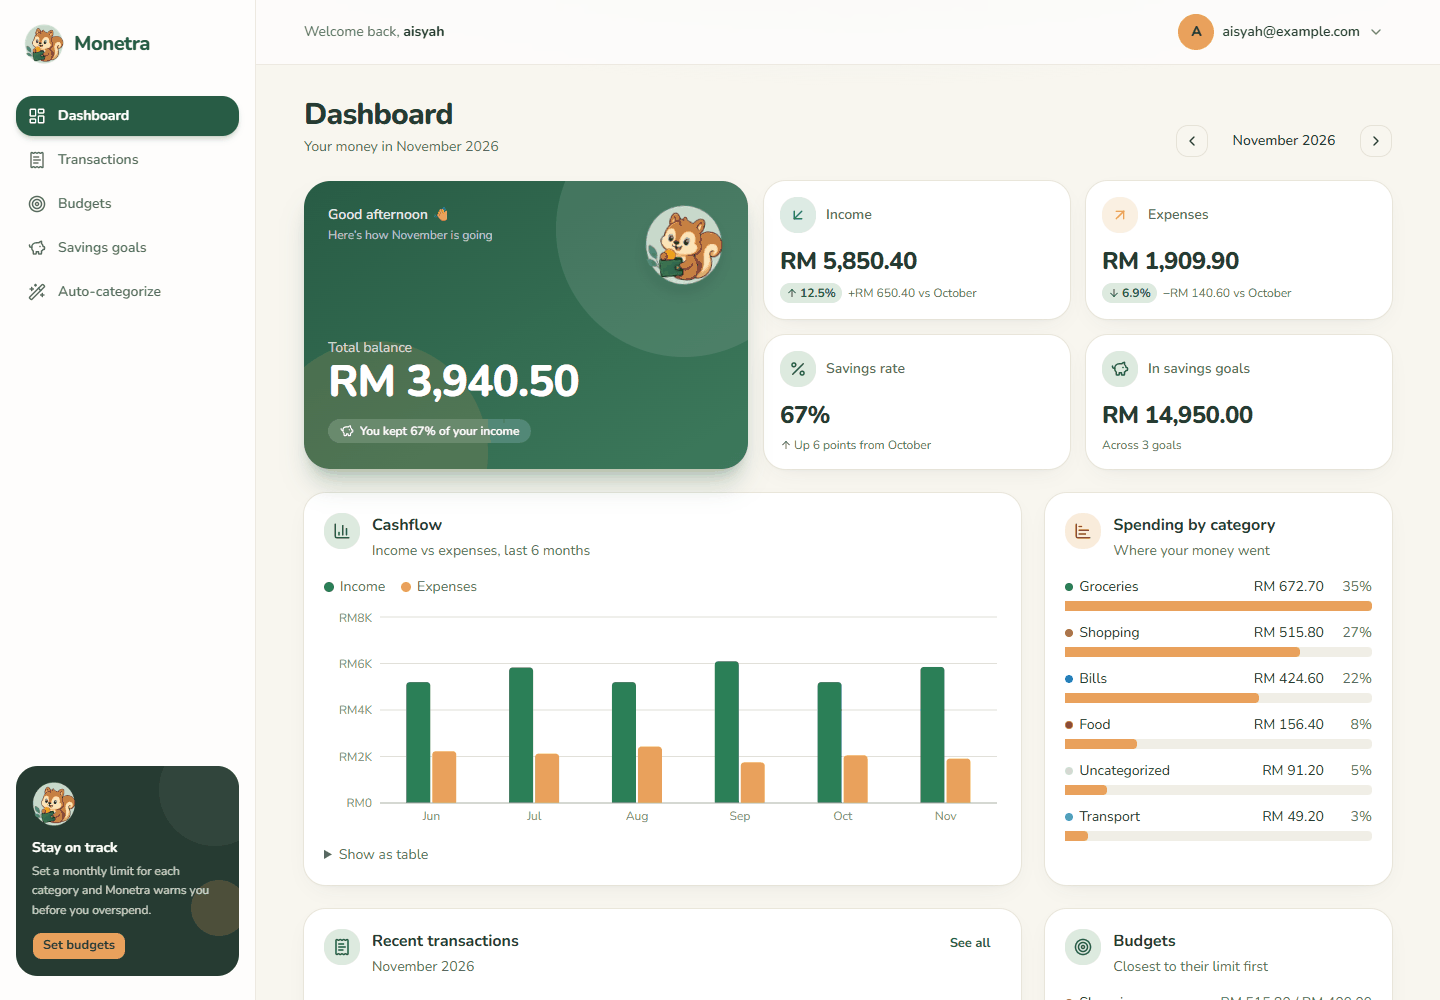 Monetra
Dashboard
Transactions
Budgets
Savings goals
Auto-categorize
Stay on track
Set a monthly limit for each
category and Monetra warns you
before you overspend.
Set budgets
Welcome back, aisyah
A
aisyah@example.com
Dashboard
Your money in November 2026
November 2026
Good afternoon
Here's how November is going
Total balance
RM 3,940.50
You kept 67% of your income
Income
RM 5,850.40
↑ 12.5% +RM 650.40 vs October
Expenses
RM 1,909.90
↓ 6.9% −RM 140.60 vs October
Savings rate
67%
↑ Up 6 points from October
In savings goals
RM 14,950.00
Across 3 goals
Cashflow
Income vs expenses, last 6 months
Income Expenses
RM8K
RM6K
RM4K
RM2K
RM0
Jun Jul Aug Sep Oct Nov
Show as table
Spending by category
Where your money went
Groceries RM 672.70 35%
Shopping RM 515.80 27%
Bills RM 424.60 22%
Food RM 156.40 8%
Uncategorized RM 91.20 5%
Transport RM 49.20 3%
Recent transactions
November 2026
See all
Budgets
Closest to their limit first